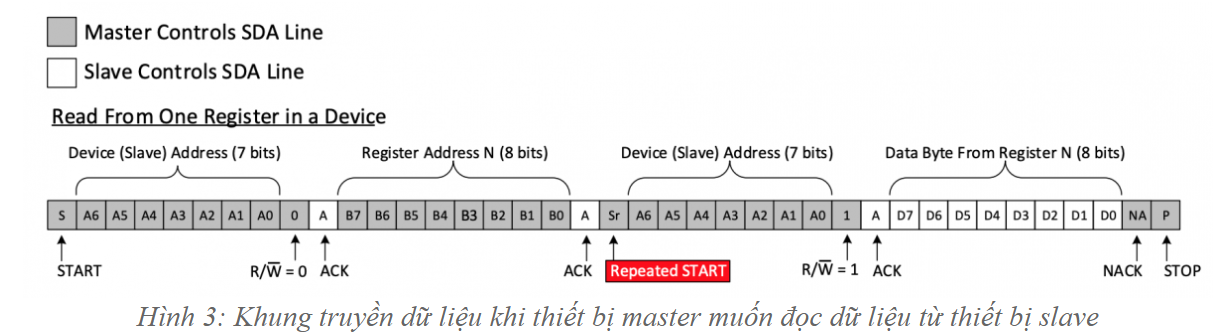 Master Controls SDA Line
Slave Controls SDA Line
Read From One Register in a Device
Device (Slave) Address (7 bits) Register Address N (8 bits) Device (Slave) Address (7 bits) Data Byte From Register N (8 bits)
S A6 A5 A4 A3 A2 A1 A0 0 A B7 B6 B5 B4 B3 B2 B1 B0 A Sr A6 A5 A4 A3 A2 A1 A0 1 A D7 D6 D5 D4 D3 D2 D1 D0 NA P
START R/W̅ = 0 ACK ACK Repeated START R/W̅ = 1 ACK NACK STOP
Hình 3: Khung truyền dữ liệu khi thiết bị master muốn đọc dữ liệu từ thiết bị slave